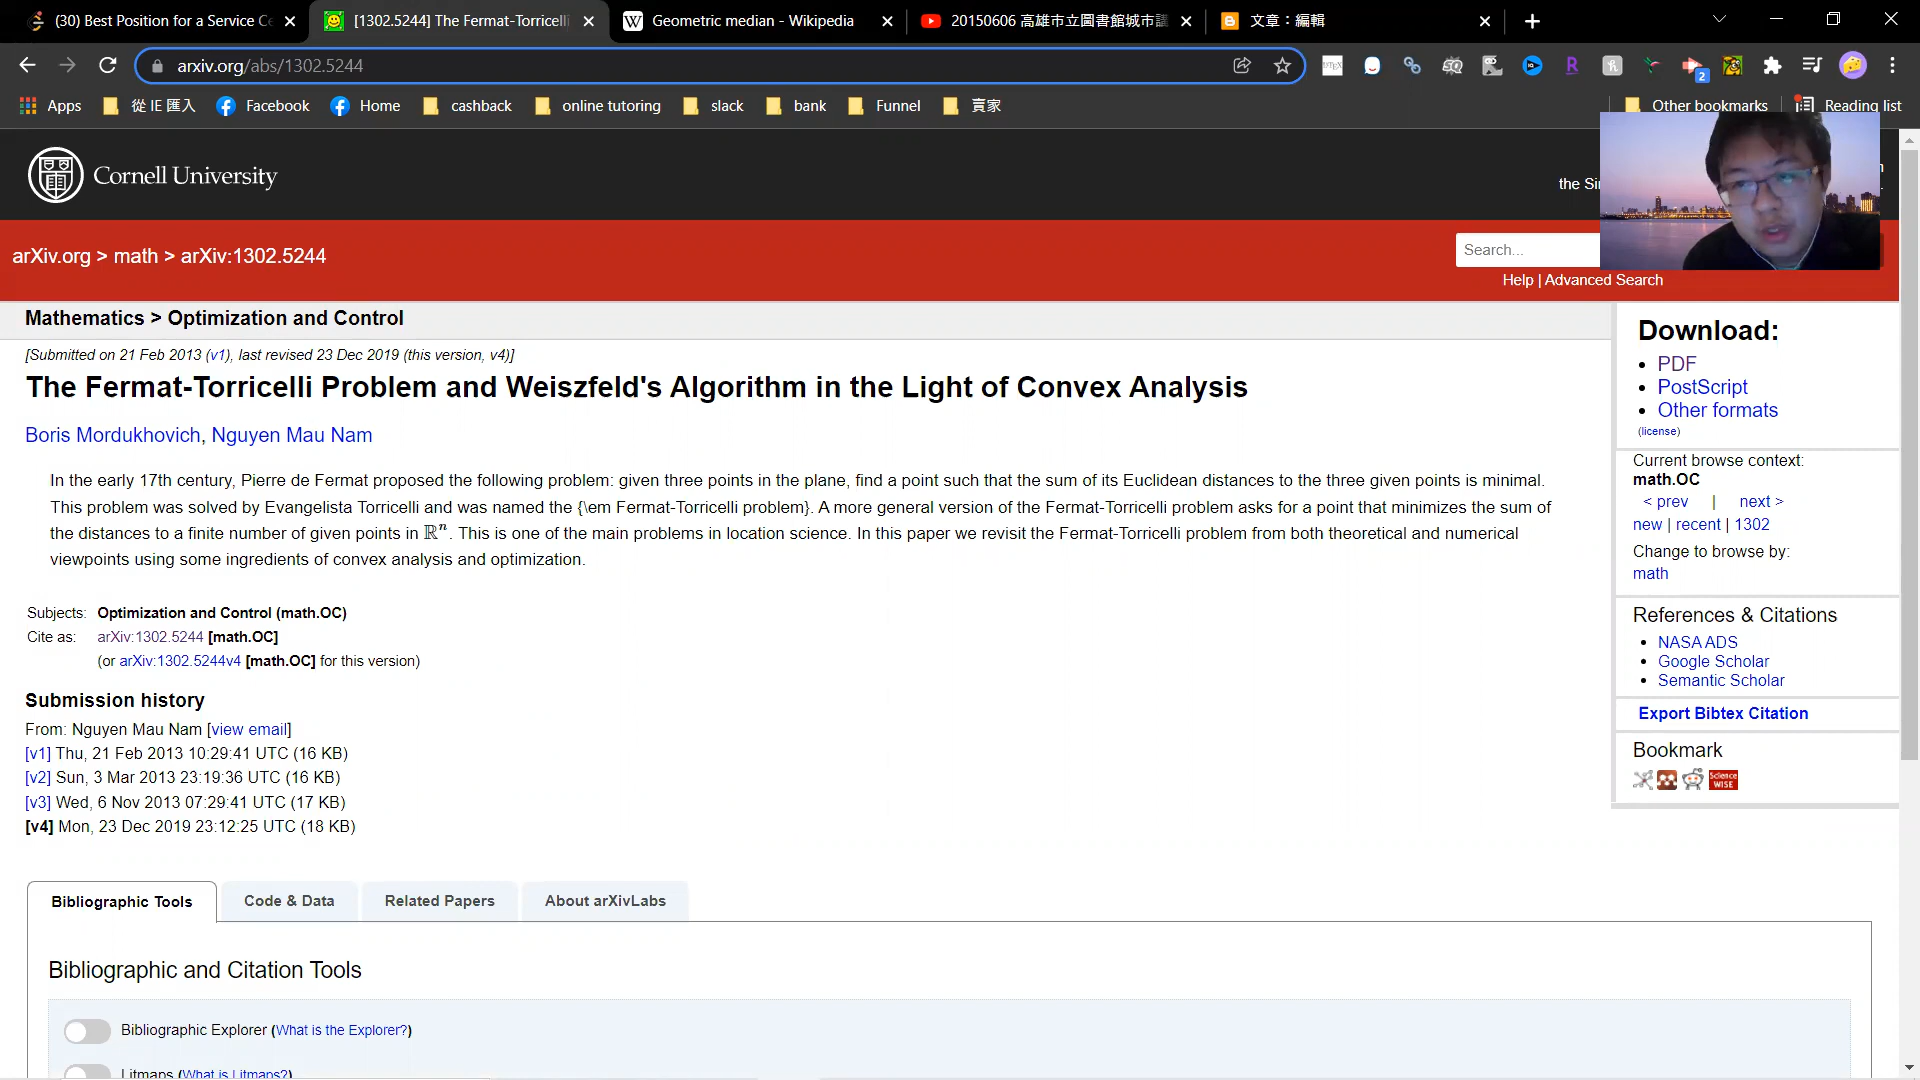 (30) Best Position for a Service Ce
[1302.5244] The Fermat-Torricelli
Geometric median - Wikipedia
20150606 高雄市立圖書館城市講
文章：編輯
arxiv.org/abs/1302.5244
2
Apps
從 IE 匯入
Facebook
Home
cashback
online tutoring
slack
bank
Funnel
賣家
Other bookmarks
Reading list
Cornell University
the Si
arXiv.org > math > arXiv:1302.5244
Search...
Help | Advanced Search
Mathematics > Optimization and Control
[Submitted on 21 Feb 2013 (v1), last revised 23 Dec 2019 (this version, v4)]
The Fermat-Torricelli Problem and Weiszfeld's Algorithm in the Light of Convex Analysis
Boris Mordukhovich, Nguyen Mau Nam
In the early 17th century, Pierre de Fermat proposed the following problem: given three points in the plane, find a point such that the sum of its Euclidean distances to the three given points is minimal.
This problem was solved by Evangelista Torricelli and was named the {\em Fermat-Torricelli problem}. A more general version of the Fermat-Torricelli problem asks for a point that minimizes the sum of
the distances to a finite number of given points in ℝⁿ. This is one of the main problems in location science. In this paper we revisit the Fermat-Torricelli problem from both theoretical and numerical
viewpoints using some ingredients of convex analysis and optimization.
Subjects: Optimization and Control (math.OC)
Cite as: arXiv:1302.5244 [math.OC]
(or arXiv:1302.5244v4 [math.OC] for this version)
Submission history
From: Nguyen Mau Nam [view email]
[v1] Thu, 21 Feb 2013 10:29:41 UTC (16 KB)
[v2] Sun, 3 Mar 2013 23:19:36 UTC (16 KB)
[v3] Wed, 6 Nov 2013 07:29:41 UTC (17 KB)
[v4] Mon, 23 Dec 2019 23:12:25 UTC (18 KB)
Download:
PDF
PostScript
Other formats
(license)
Current browse context:
math.OC
< prev | next >
new | recent | 1302
Change to browse by:
math
References & Citations
NASA ADS
Google Scholar
Semantic Scholar
Export Bibtex Citation
Bookmark
Science WISE
Bibliographic Tools
Code & Data
Related Papers
About arXivLabs
Bibliographic and Citation Tools
Bibliographic Explorer (What is the Explorer?)
Litmaps (What is Litmaps?)